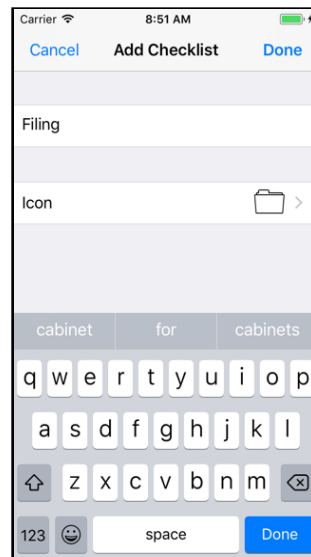 Carrier 8:51 AM
Cancel Add Checklist Done
Filing
Icon
cabinet for cabinets
q w e r t y u i o p
a s d f g h j k l
z x c v b n m
123 space Done